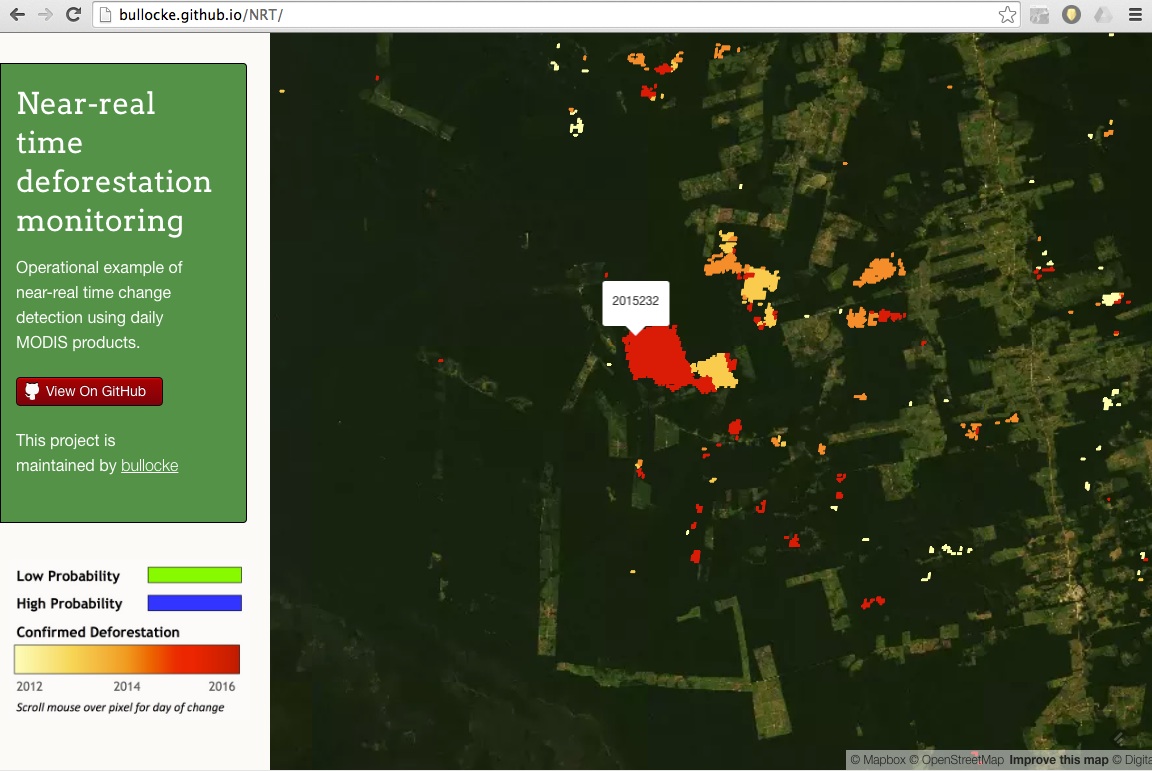 bullocke.github.io/NRT/
Near-real
time
deforestation
monitoring
Operational example of
near-real time change
detection using daily
MODIS products.
View On GitHub
This project is
maintained by bullocke
2015232
Low Probability
High Probability
Confirmed Deforestation
2012 2014 2016
Scroll mouse over pixel for day of change
© Mapbox © OpenStreetMap Improve this map © Digita